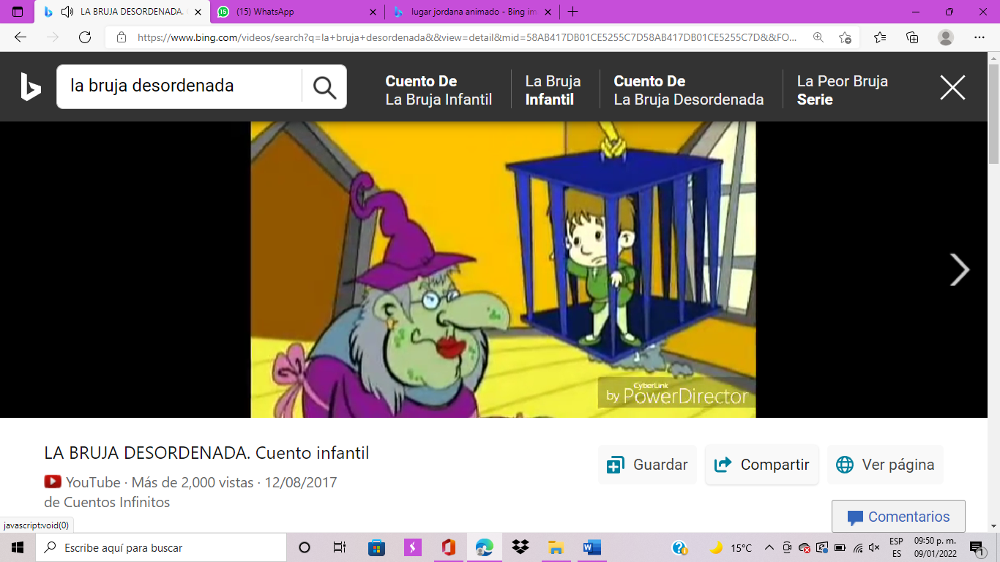 LA BRUJA DESORDENADA. C
15
(15) WhatsApp
lugar jordana animado - Bing im
https://www.bing.com/videos/search?q=la+bruja+desordenada&&view=detail&mid=58AB417DB01CE5255C7D58AB417DB01CE5255C7D&&FO...
la bruja desordenada
Cuento De
La Bruja Infantil
La Bruja
Infantil
Cuento De
La Bruja Desordenada
La Peor Bruja
Serie
CyberLink
by PowerDirector
LA BRUJA DESORDENADA. Cuento infantil
YouTube · Más de 2,000 vistas · 12/08/2017
de Cuentos Infinitos
Guardar
Compartir
Ver página
Comentarios
javascript:void(0)
Escribe aquí para buscar
15°C
ESP
ES
09:50 p. m.
09/01/2022
1